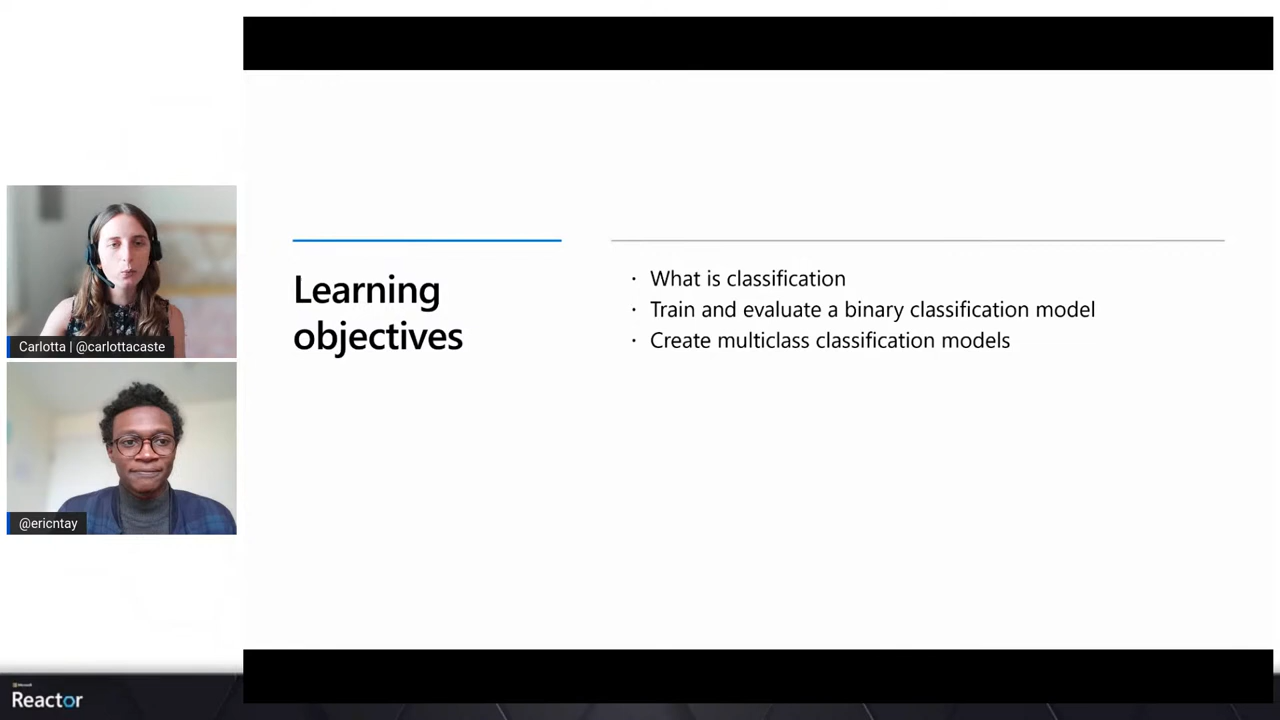 Learning
objectives
· What is classification
· Train and evaluate a binary classification model
· Create multiclass classification models
Carlotta | @carlottacaste
@ericntay
Microsoft
Reactor